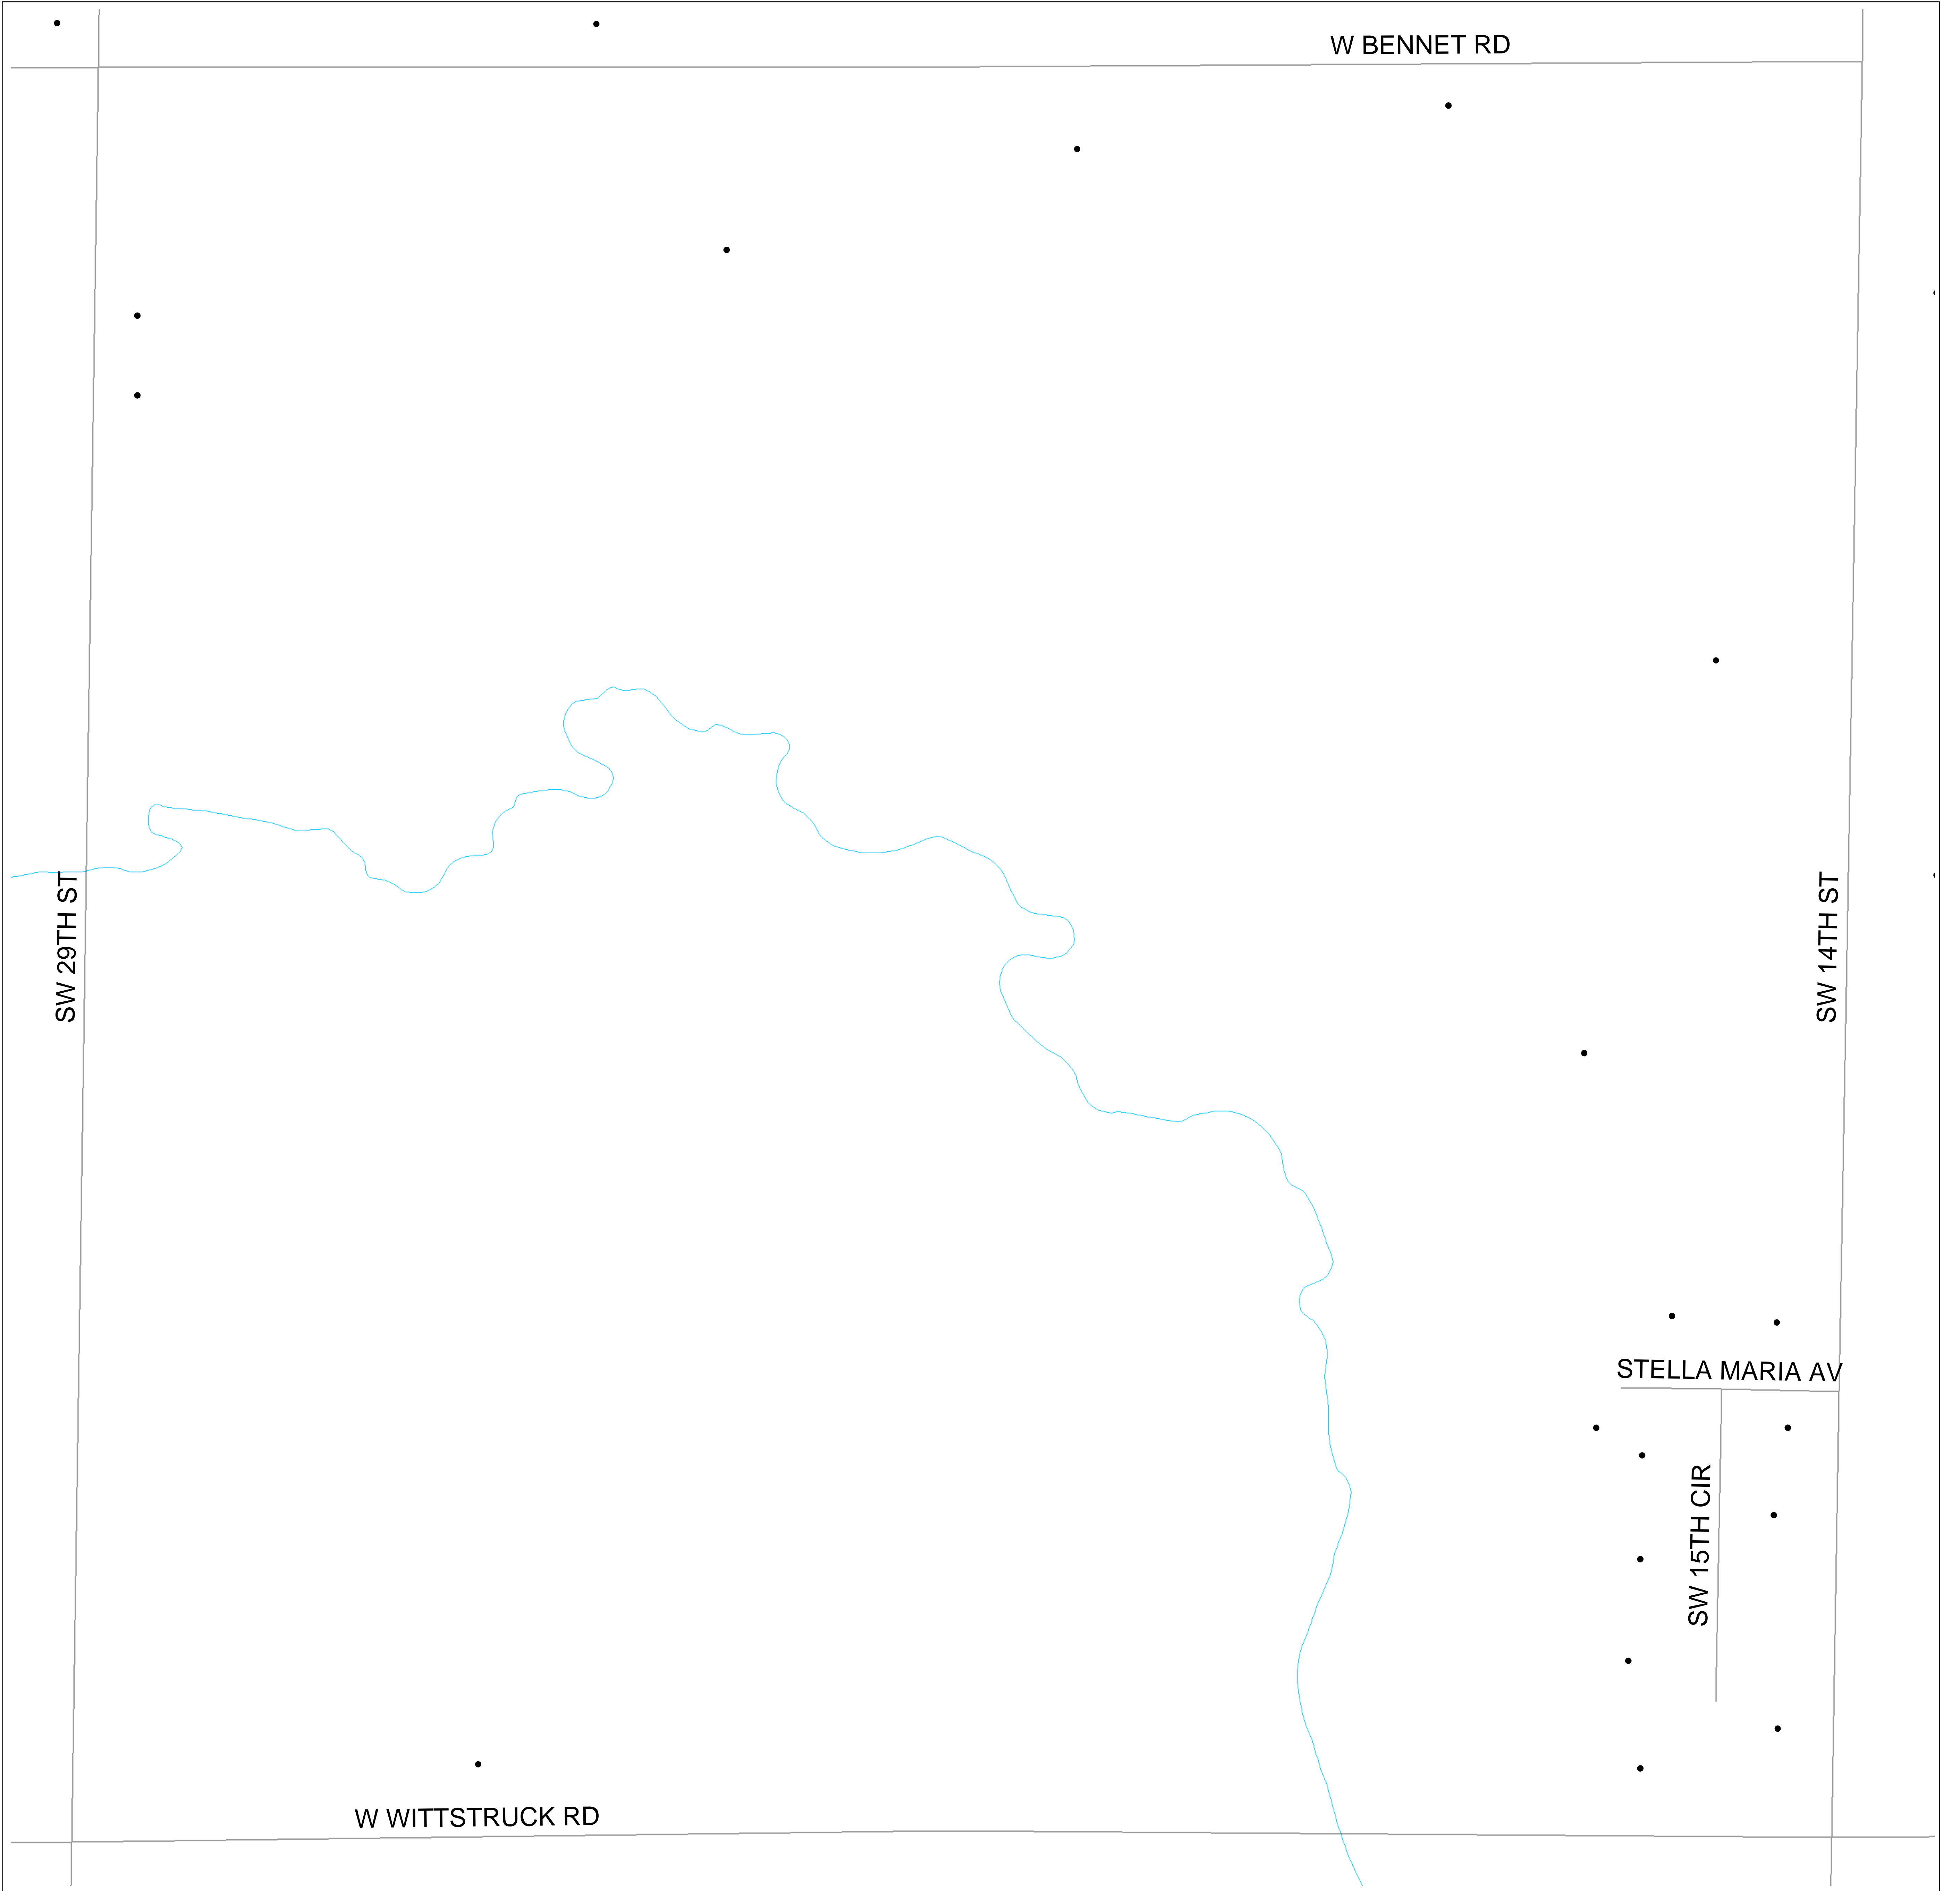 W BENNET RD
SW 29TH ST
SW 14TH ST
STELLA MARIA AV
SW 15TH CIR
W WITTSTRUCK RD